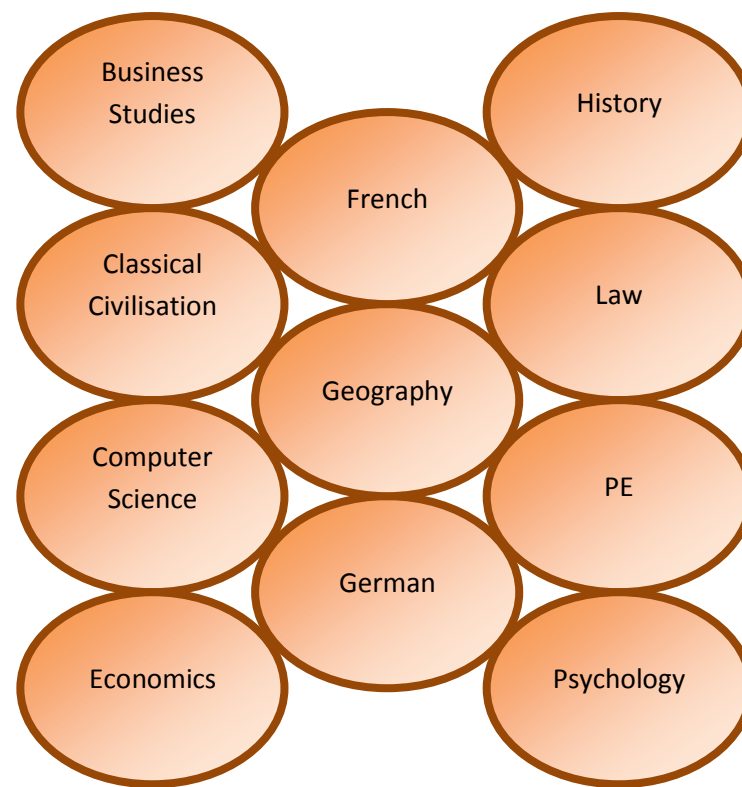 Business
Studies
Classical
Civilisation
Computer
Science
Economics
French
Geography
German
History
Law
PE
Psychology